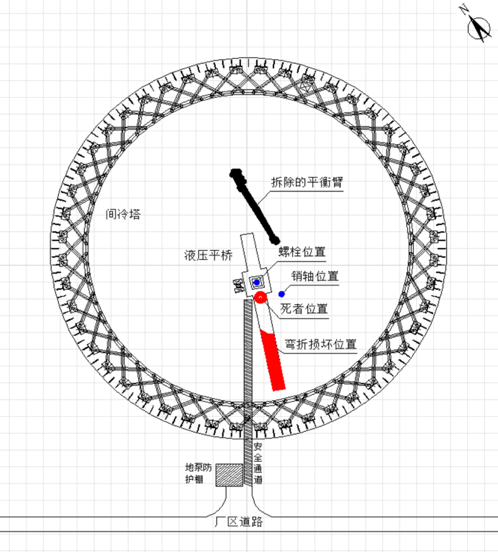 N
拆除的平衡臂
间冷塔
液压平桥
螺栓位置
销轴位置
死者位置
弯折损坏位置
安全通道
地泵防
护棚
厂区道路